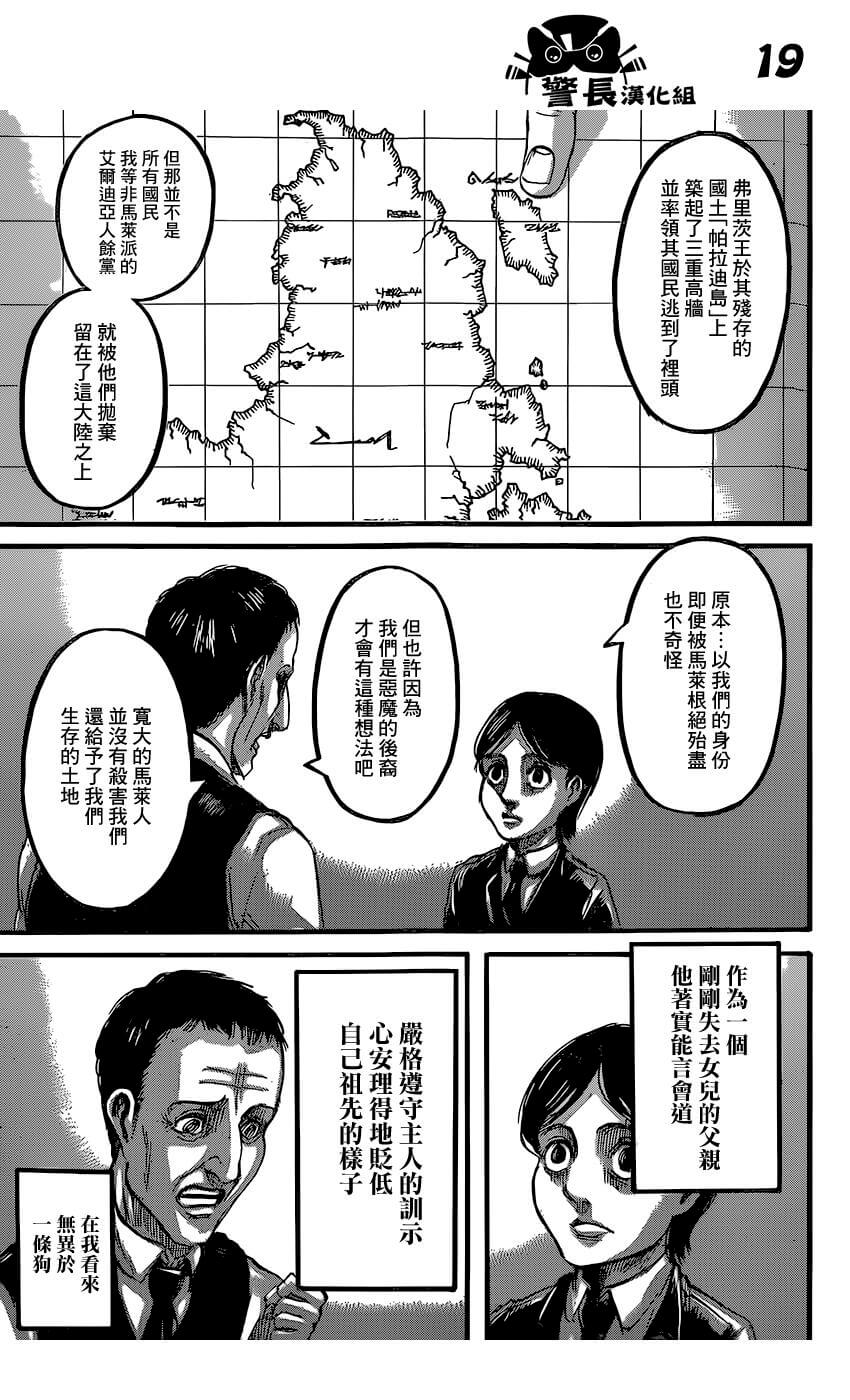 19
警長漢化組
弗里茨王於其殘存的
國土「帕拉迪島」上
築起了三重高牆
並率領其國民逃到了裡頭
但那並不是
所有國民
我等非馬萊派的
艾爾迪亞人餘黨
就被他們拋棄
留在了這大陸之上
原本…以我們的身份
即便被馬萊根絕殆盡
也不奇怪
但也許因為
我們是惡魔的後裔
才會有這種想法吧
寬大的馬萊人
並沒有殺害我們
還給予了我們
生存的土地
作為一個
剛剛失去女兒的父親
他著實能言會道
嚴格遵守主人的訓示
心安理得地貶低
自己祖先的樣子
在我看來
無異於
一條狗